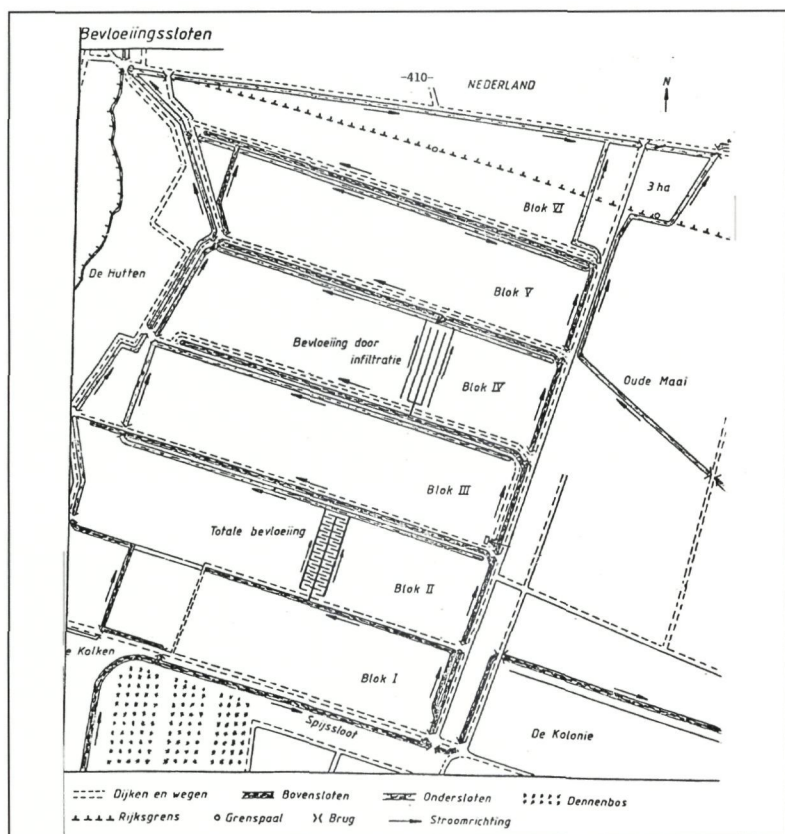 Bevloeiingssloten
-410-
NEDERLAND
N
3 ha
Blok VI
De Hutten
Blok V
Bevloeiing door
infiltratie
Blok IV
Oude Maai
Blok III
Totale bevloeiing
Blok II
e Kolken
Blok I
Spijssloot
De Kolonie
Dijken en wegen
Bovensloten
Ondersloten
Dennenbos
Rijksgrens
Grenspaal
Brug
Stroomrichting